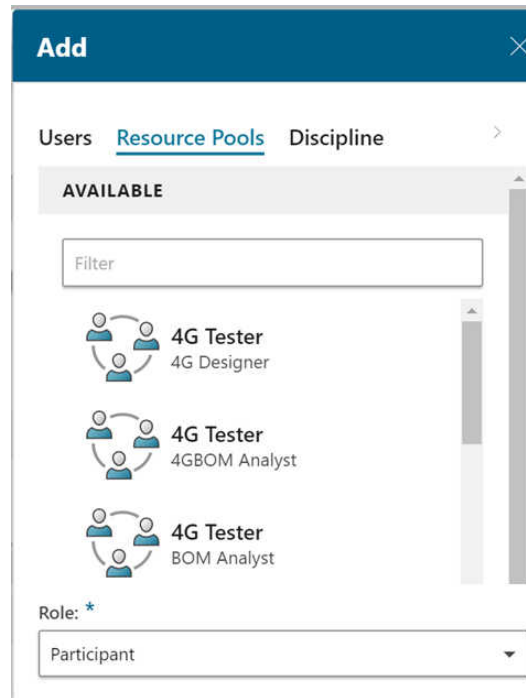 Add
Users Resource Pools Discipline
AVAILABLE
Filter
4G Tester
4G Designer
4G Tester
4GBOM Analyst
4G Tester
BOM Analyst
Role: *
Participant